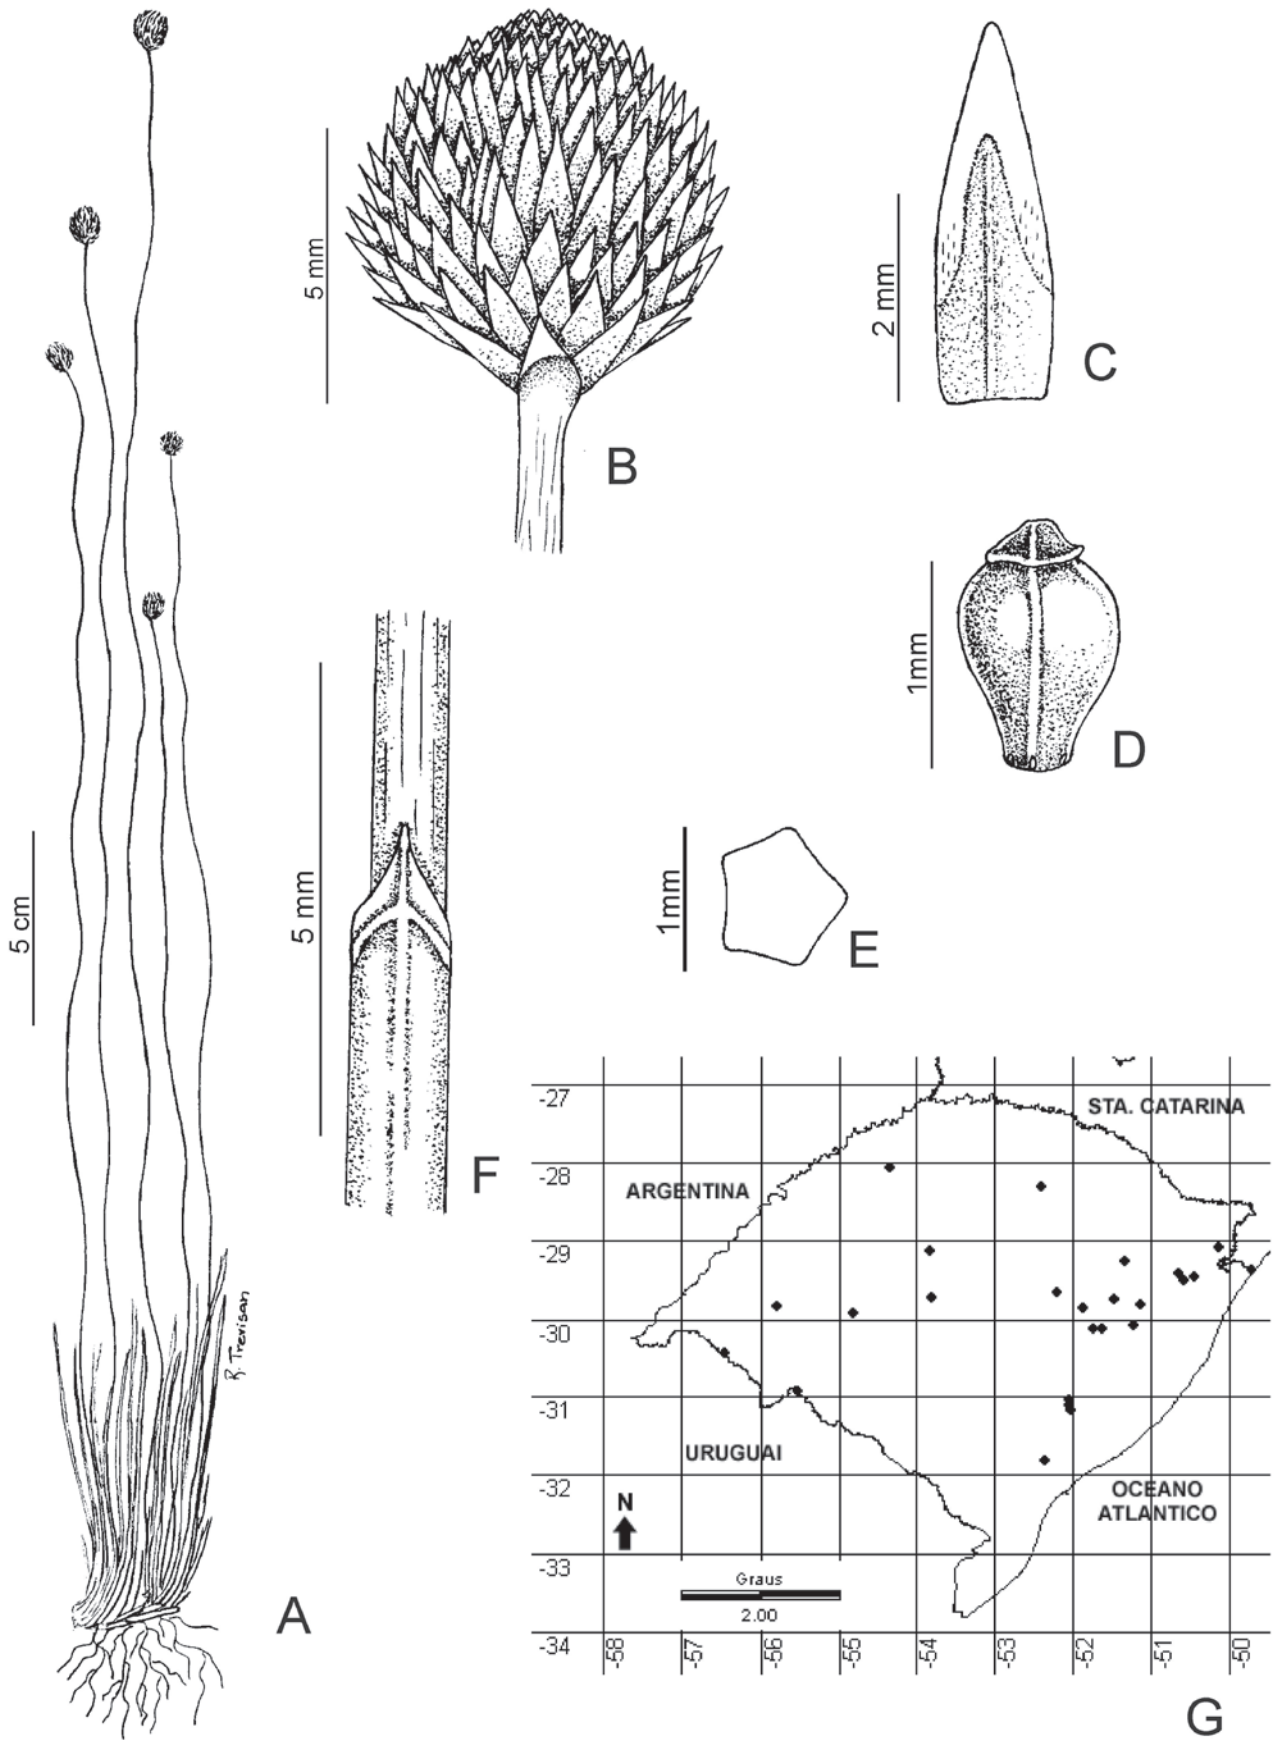 5 mm
B
2 mm
C
1mm
D
5 cm
5 mm
F
1mm
E
R. Trevisan
A
-27
-28
-29
-30
-31
-32
-33
-34
STA. CATARINA
ARGENTINA
URUGUAI
OCEANO
ATLANTICO
N
Graus
2.00
-58
-57
-56
-55
-54
-53
-52
-51
-50
G